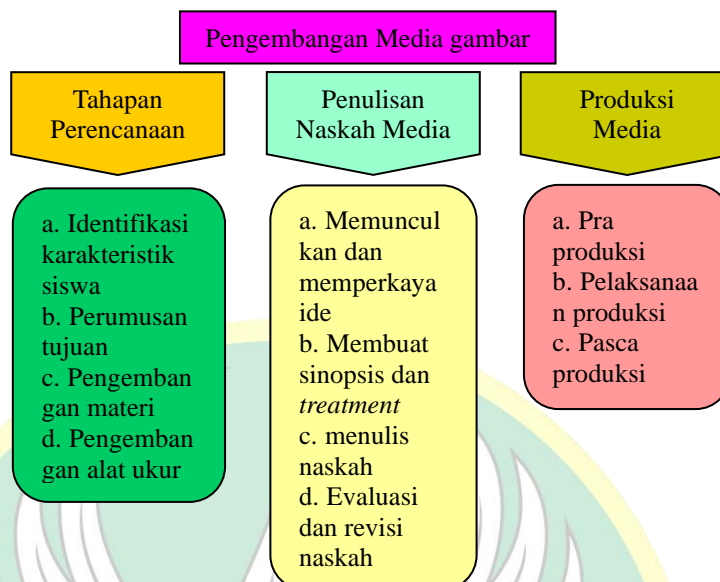 Pengembangan Media gambar
Tahapan
Perencanaan
Penulisan
Naskah Media
Produksi
Media
a. Identifikasi
karakteristik
siswa
b. Perumusan
tujuan
c. Pengemban
gan materi
d. Pengemban
gan alat ukur
a. Memuncul
kan dan
memperkaya
ide
b. Membuat
sinopsis dan
treatment
c. menulis
naskah
d. Evaluasi
dan revisi
naskah
a. Pra
produksi
b. Pelaksanaa
n produksi
c. Pasca
produksi